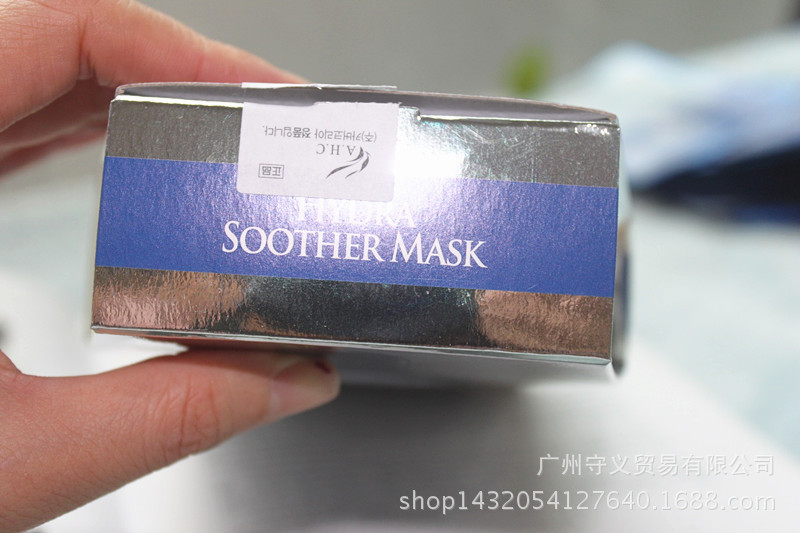 (주)카버코리아 정품입니다.
A.H.C
正品
HYDRA
SOOTHER MASK
广州守义贸易有限公司
shop1432054127640.1688.com